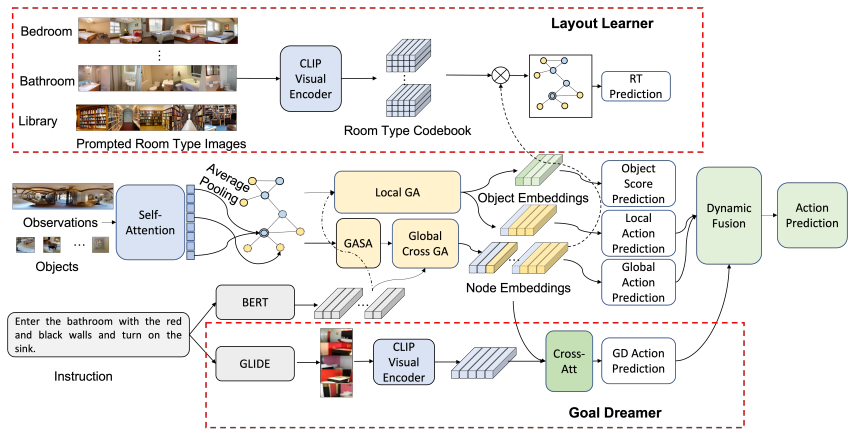 Layout Learner
Bedroom
Bathroom
Library
Prompted Room Type Images
CLIP
Visual
Encoder
Room Type Codebook
RT
Prediction
Observations
Objects
Self-
Attention
Average
Pooling
Local GA
GASA
Global
Cross GA
Object Embeddings
Node Embeddings
Object
Score
Prediction
Local
Action
Prediction
Global
Action
Prediction
Dynamic
Fusion
Action
Prediction
Enter the bathroom with the red
and black walls and turn on the
sink.
Instruction
BERT
GLIDE
CLIP
Visual
Encoder
Cross-
Att
GD Action
Prediction
Goal Dreamer